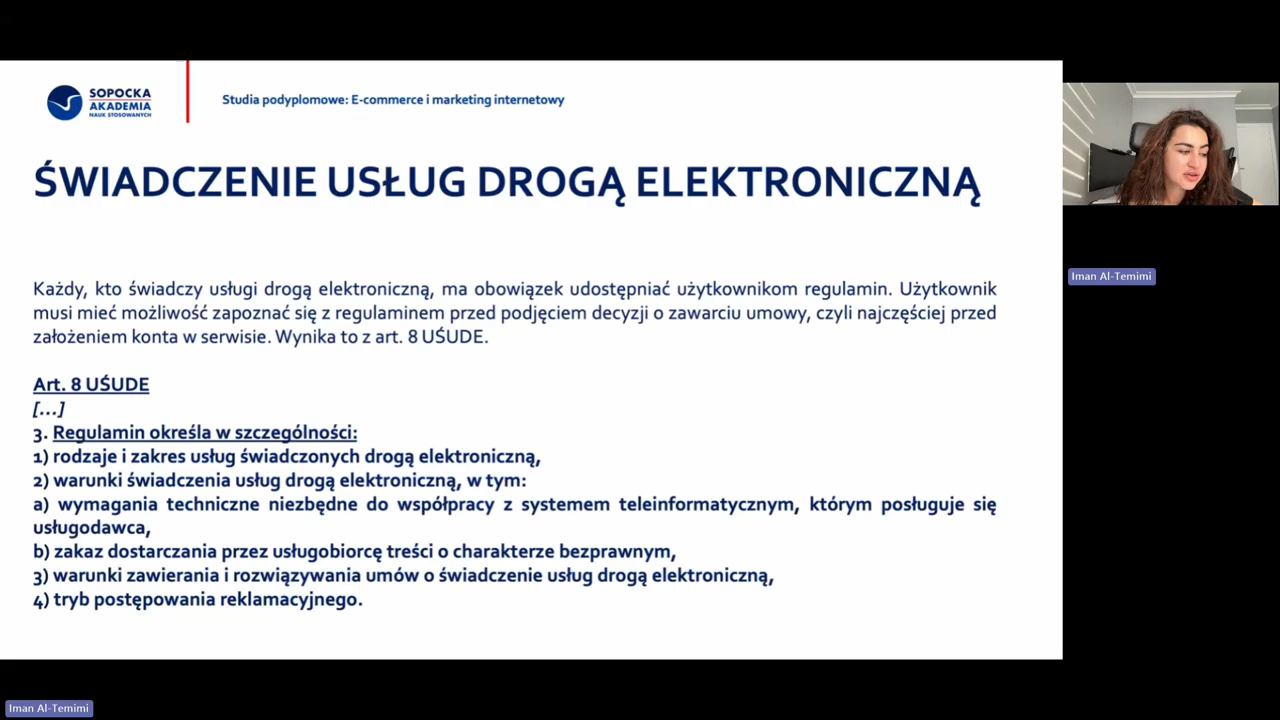 SOPOCKA
AKADEMIA
NAUK STOSOWANYCH
Studia podyplomowe: E-commerce i marketing internetowy
ŚWIADCZENIE USŁUG DROGĄ ELEKTRONICZNĄ
Każdy, kto świadczy usługi drogą elektroniczną, ma obowiązek udostępniać użytkownikom regulamin. Użytkownik
musi mieć możliwość zapoznać się z regulaminem przed podjęciem decyzji o zawarciu umowy, czyli najczęściej przed
założeniem konta w serwisie. Wynika to z art. 8 UŚUDE.
Art. 8 UŚUDE
[...]
3. Regulamin określa w szczególności:
1) rodzaje i zakres usług świadczonych drogą elektroniczną,
2) warunki świadczenia usług drogą elektroniczną, w tym:
a) wymagania techniczne niezbędne do współpracy z systemem teleinformatycznym, którym posługuje się
usługodawca,
b) zakaz dostarczania przez usługobiorcę treści o charakterze bezprawnym,
3) warunki zawierania i rozwiązywania umów o świadczenie usług drogą elektroniczną,
4) tryb postępowania reklamacyjnego.
Iman Al-Temimi
Iman Al-Temimi